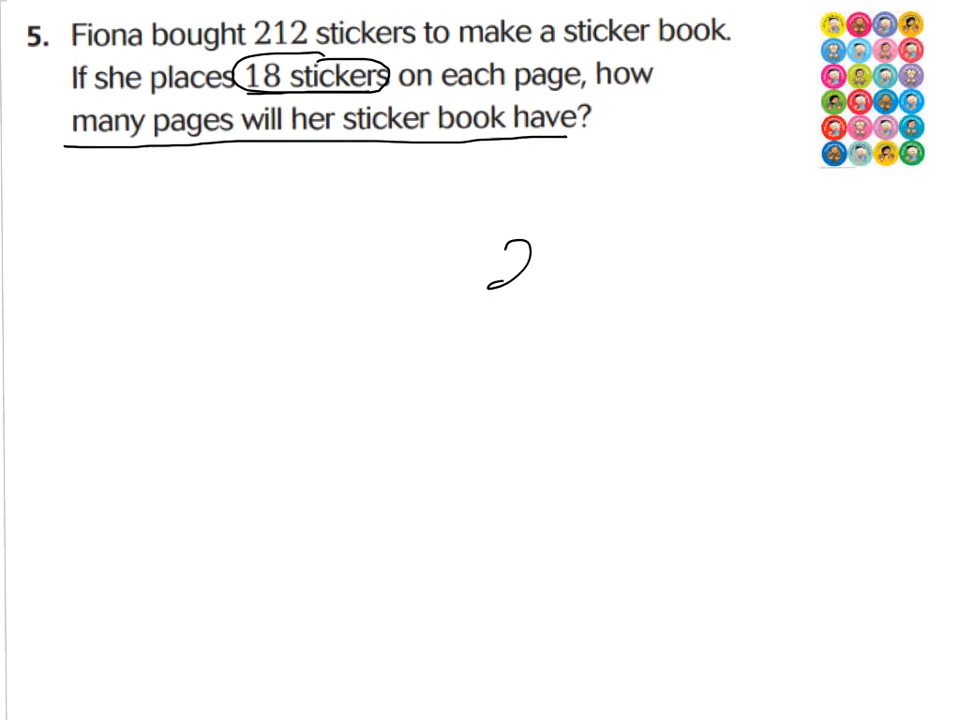 5. Fiona bought 212 stickers to make a sticker book.
If she places 18 stickers on each page, how
many pages will her sticker book have?
2